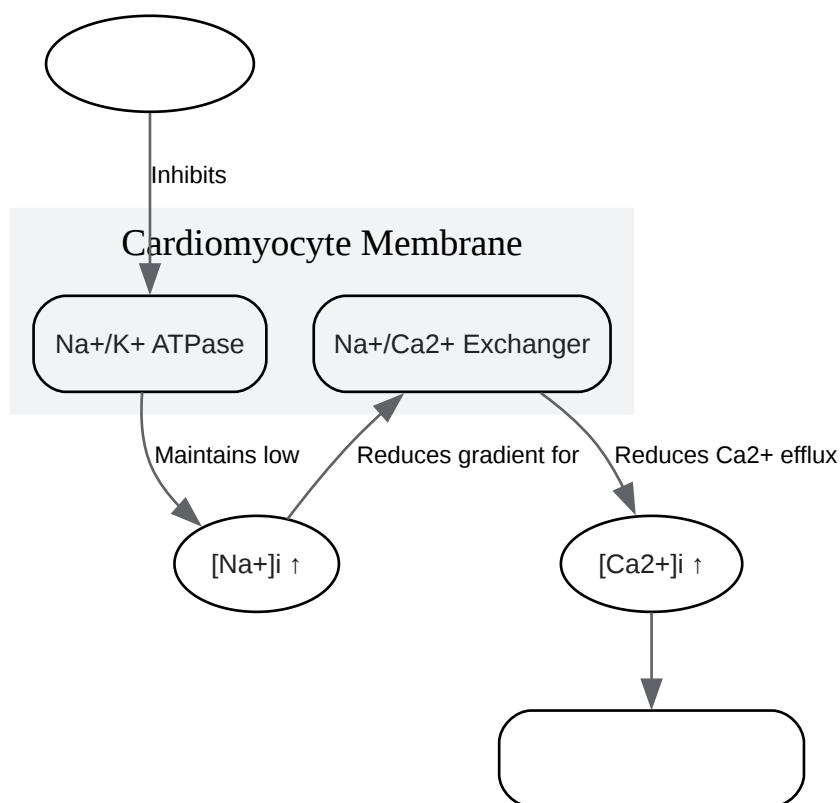 Inhibits
Cardiomyocyte Membrane
Na+/K+ ATPase
Na+/Ca2+ Exchanger
Maintains low
Reduces gradient for
Reduces Ca2+ efflux
[Na+]i ↑
[Ca2+]i ↑